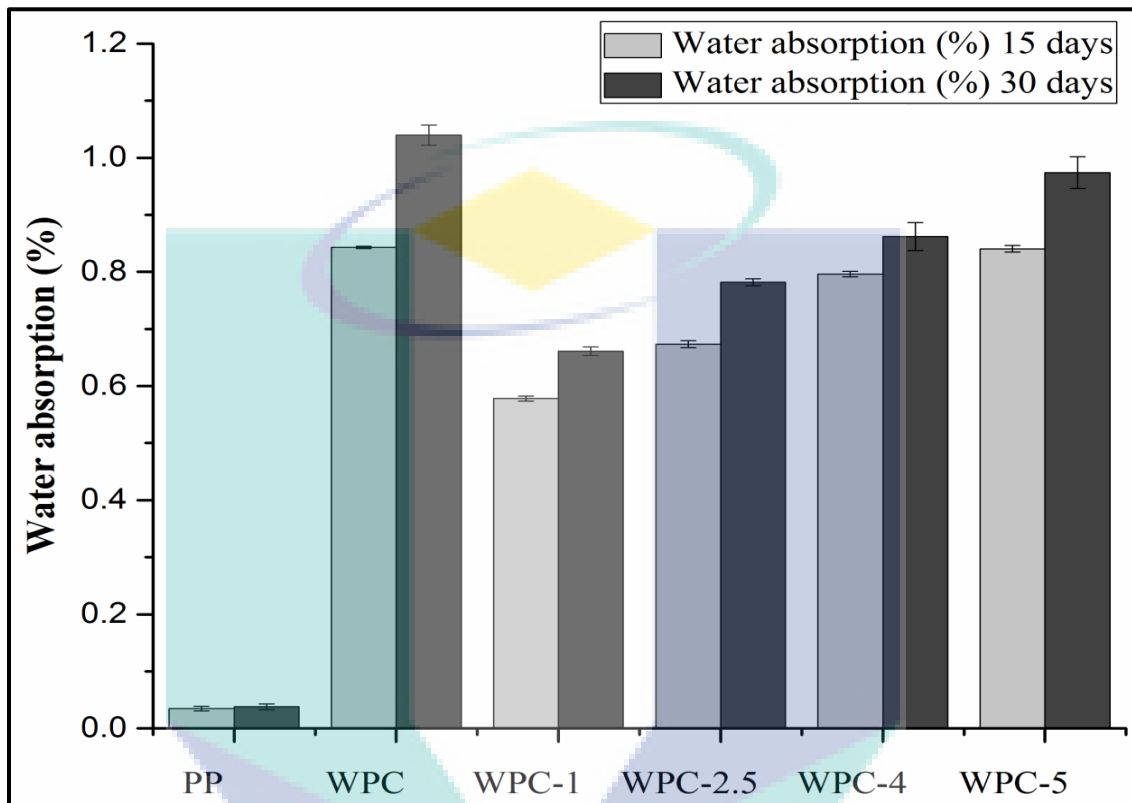 Water absorption (%) 15 days
Water absorption (%) 30 days
Water absorption (%)
1.2
1.0
0.8
0.6
0.4
0.2
0.0
PP WPC WPC-1 WPC-2.5 WPC-4 WPC-5